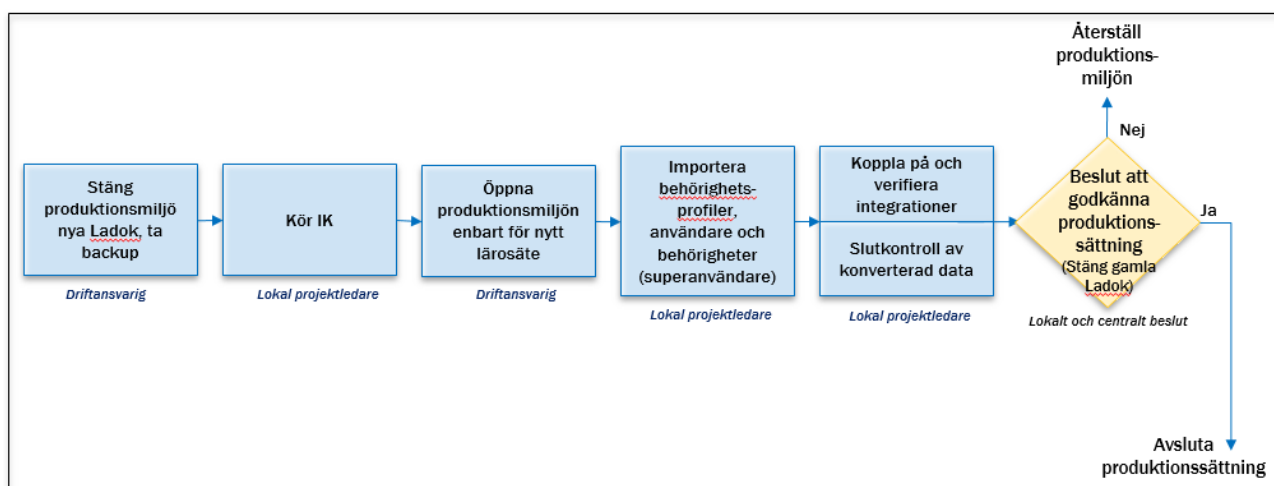 Stäng
produktionsmiljö
nya Ladok, ta
backup
Driftansvarig
Kör IK
Lokal projektledare
Öppna
produktionsmiljön
enbart för nytt
lärosäte
Driftansvarig
Importera
behörighets-
profiler,
användare och
behörigheter
(superanvändare)
Lokal projektledare
Koppla på och
verifiera
integrationer
Slutkontroll av
konverterad data
Lokal projektledare
Beslut att
godkänna
produktions-
sättning
(Stäng gamla
Ladok)
Lokalt och centralt beslut
Nej
Återställ
produktions-
miljön
Ja
Avsluta
produktionssättning